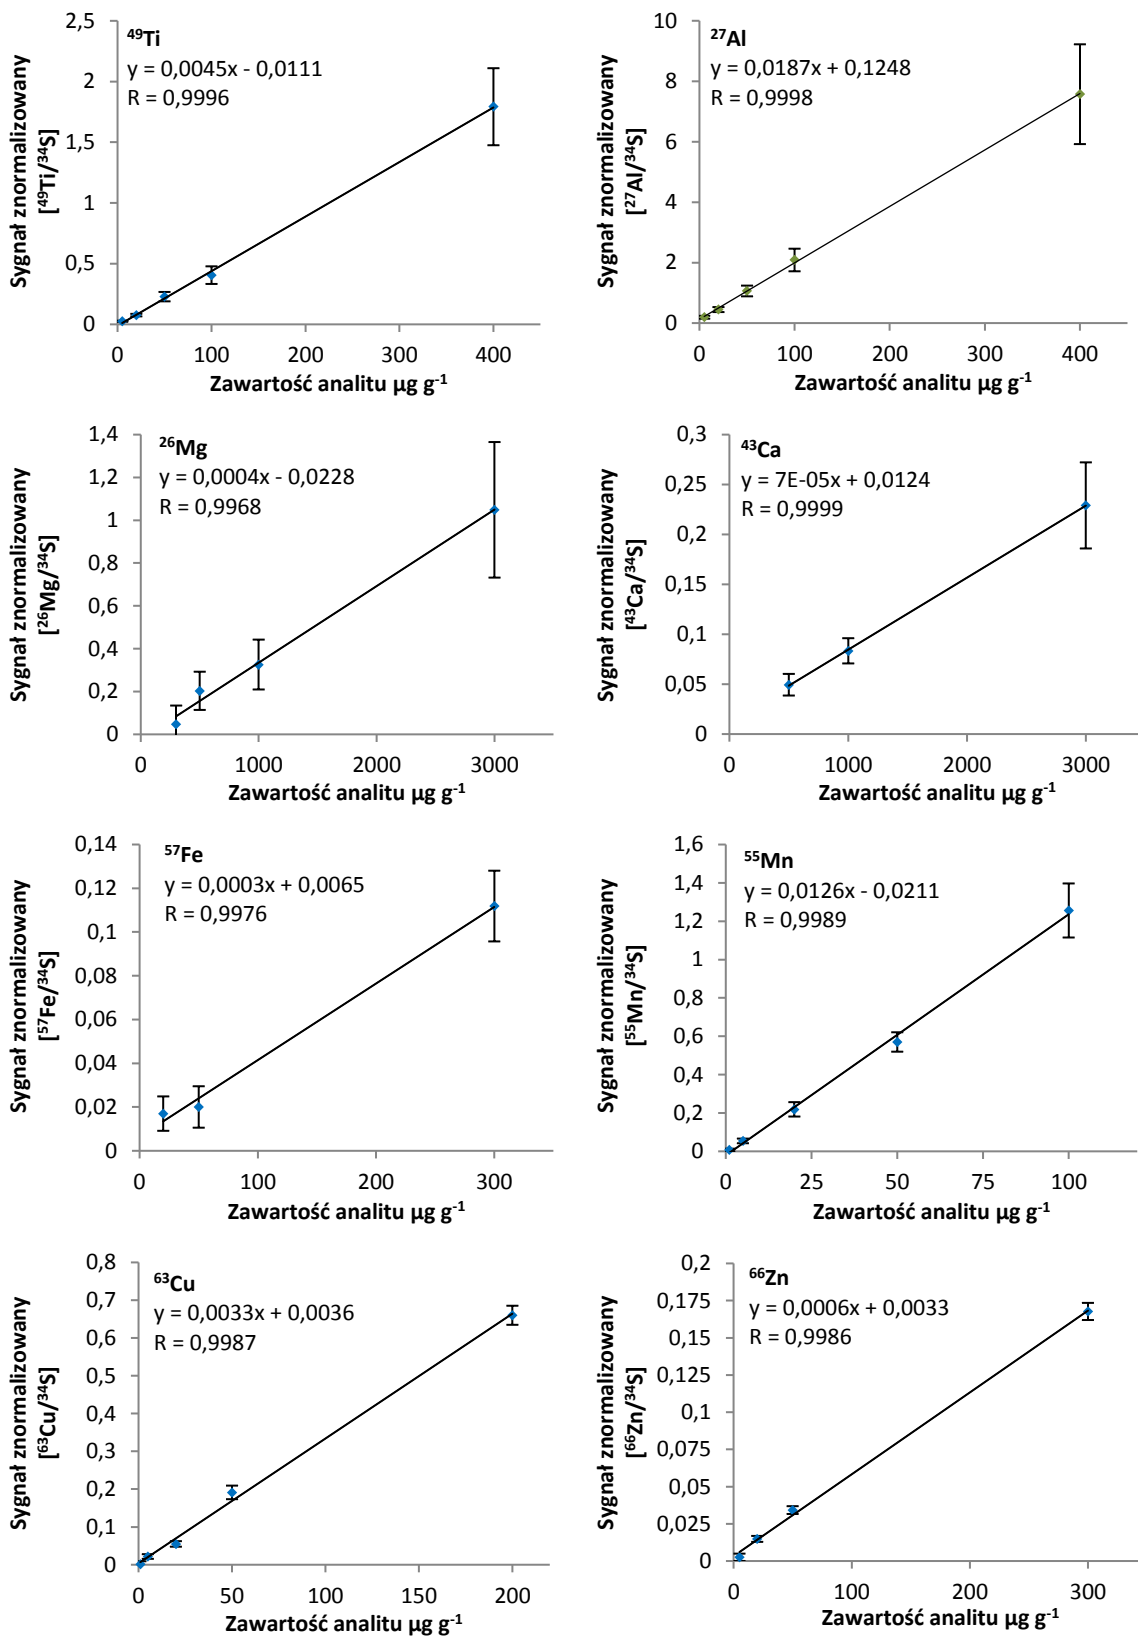 ⁴⁹Ti
y = 0,0045x - 0,0111
R = 0,9996
Sygnał znormalizowany
[⁴⁹Ti/³⁴S]
2,5
2
1,5
1
0,5
0
0 100 200 300 400
Zawartość analitu µg g⁻¹
²⁷Al
y = 0,0187x + 0,1248
R = 0,9998
Sygnał znormalizowany
[²⁷Al/³⁴S]
10
8
6
4
2
0
0 100 200 300 400
Zawartość analitu µg g⁻¹
²⁶Mg
y = 0,0004x - 0,0228
R = 0,9968
Sygnał znormalizowany
[²⁶Mg/³⁴S]
1,4
1,2
1
0,8
0,6
0,4
0,2
0
0 1000 2000 3000
Zawartość analitu µg g⁻¹
⁴³Ca
y = 7E-05x + 0,0124
R = 0,9999
Sygnał znormalizowany
[⁴³Ca/³⁴S]
0,3
0,25
0,2
0,15
0,1
0,05
0
0 1000 2000 3000
Zawartość analitu µg g⁻¹
⁵⁷Fe
y = 0,0003x + 0,0065
R = 0,9976
Sygnał znormalizowany
[⁵⁷Fe/³⁴S]
0,14
0,12
0,1
0,08
0,06
0,04
0,02
0
0 100 200 300
Zawartość analitu µg g⁻¹
⁵⁵Mn
y = 0,0126x - 0,0211
R = 0,9989
Sygnał znormalizowany
[⁵⁵Mn/³⁴S]
1,6
1,4
1,2
1
0,8
0,6
0,4
0,2
0
0 25 50 75 100
Zawartość analitu µg g⁻¹
⁶³Cu
y = 0,0033x + 0,0036
R = 0,9987
Sygnał znormalizowany
[⁶³Cu/³⁴S]
0,8
0,7
0,6
0,5
0,4
0,3
0,2
0,1
0
0 50 100 150 200
Zawartość analitu µg g⁻¹
⁶⁶Zn
y = 0,0006x + 0,0033
R = 0,9986
Sygnał znormalizowany
[⁶⁶Zn/³⁴S]
0,2
0,175
0,15
0,125
0,1
0,075
0,05
0,025
0
0 100 200 300
Zawartość analitu µg g⁻¹